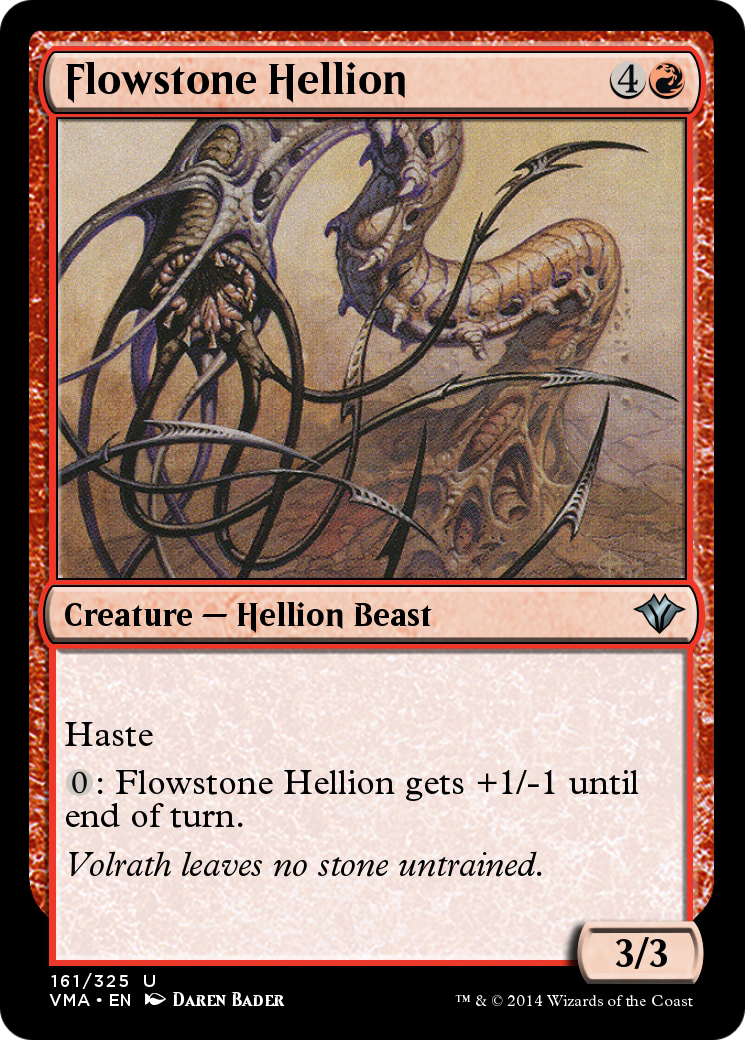 Flowstone Hellion 4
Creature — Hellion Beast
Haste
0: Flowstone Hellion gets +1/-1 until
end of turn.
Volrath leaves no stone untrained.
3/3
161/325 U
VMA • EN DAREN BADER
™ & © 2014 Wizards of the Coast